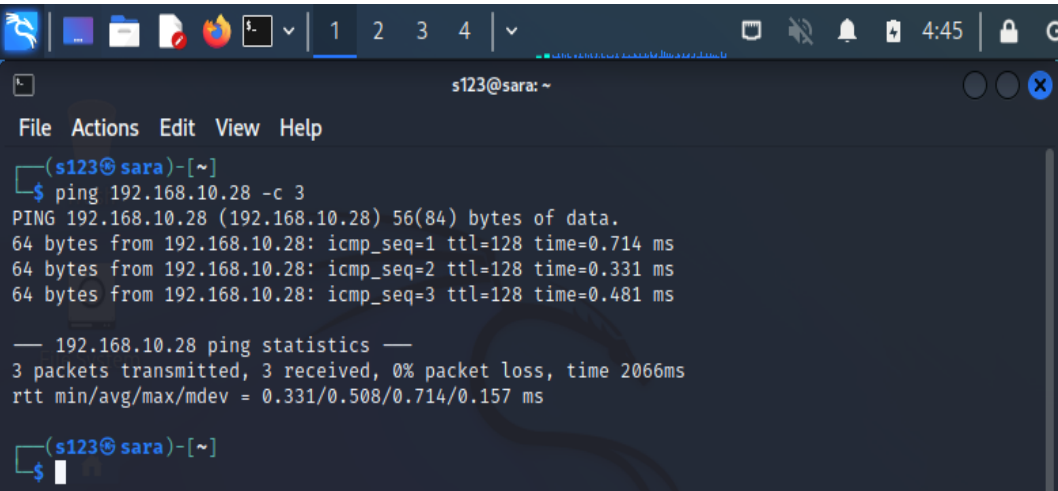 1 2 3 4 4:45
s123@sara: ~
File Actions Edit View Help
(s123㉿sara)-[~]
$ ping 192.168.10.28 -c 3
PING 192.168.10.28 (192.168.10.28) 56(84) bytes of data.
64 bytes from 192.168.10.28: icmp_seq=1 ttl=128 time=0.714 ms
64 bytes from 192.168.10.28: icmp_seq=2 ttl=128 time=0.331 ms
64 bytes from 192.168.10.28: icmp_seq=3 ttl=128 time=0.481 ms
--- 192.168.10.28 ping statistics ---
3 packets transmitted, 3 received, 0% packet loss, time 2066ms
rtt min/avg/max/mdev = 0.331/0.508/0.714/0.157 ms
(s123㉿sara)-[~]
$